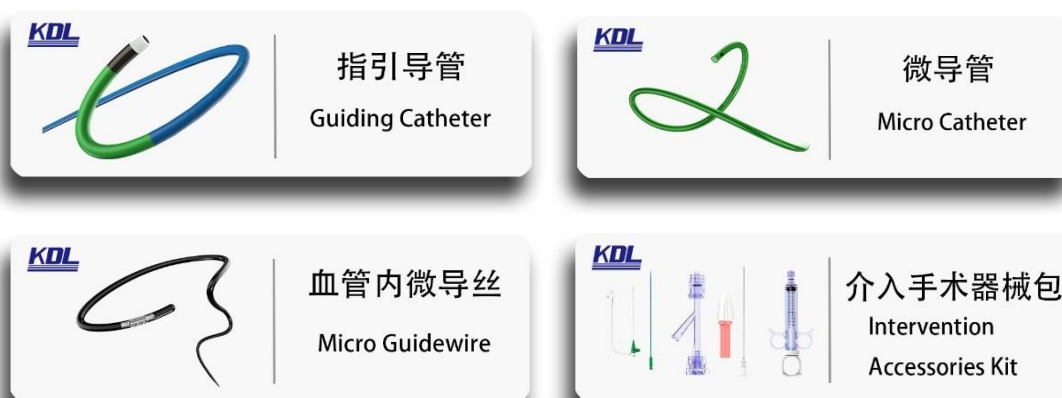 KDL
指引导管
Guiding Catheter
KDL
微导管
Micro Catheter
KDL
血管内微导丝
Micro Guidewire
KDL
介入手术器械包
Intervention
Accessories Kit